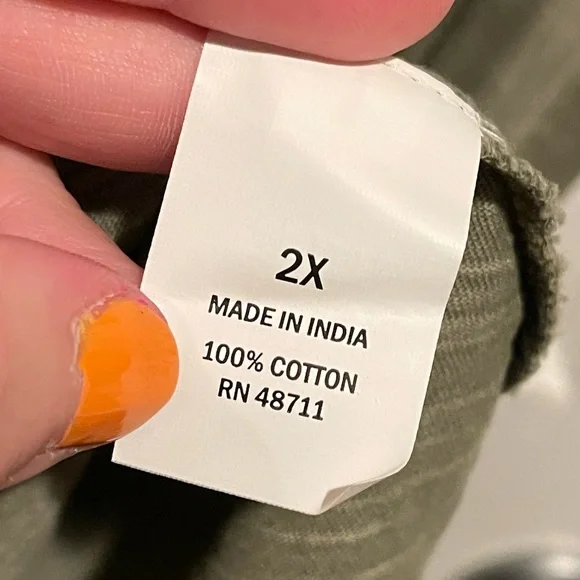 2X
MADE IN INDIA
100% COTTON
RN 48711